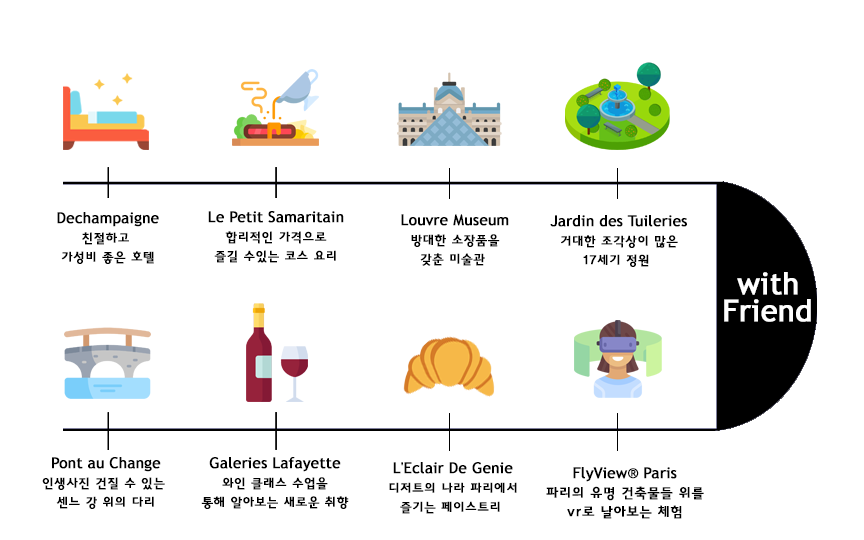 Dechampaigne
친절하고
가성비 좋은 호텔
Le Petit Samaritain
합리적인 가격으로
즐길 수있는 코스 요리
Louvre Museum
방대한 소장품을
갖춘 미술관
Jardin des Tuileries
거대한 조각상이 많은
17세기 정원
with
Friend
Pont au Change
인생사진 건질 수 있는
센느 강 위의 다리
Galeries Lafayette
와인 클래스 수업을
통해 알아보는 새로운 취향
L'Eclair De Genie
디저트의 나라 파리에서
즐기는 페이스트리
FlyView® Paris
파리의 유명 건축물들 위를
vr로 날아보는 체험